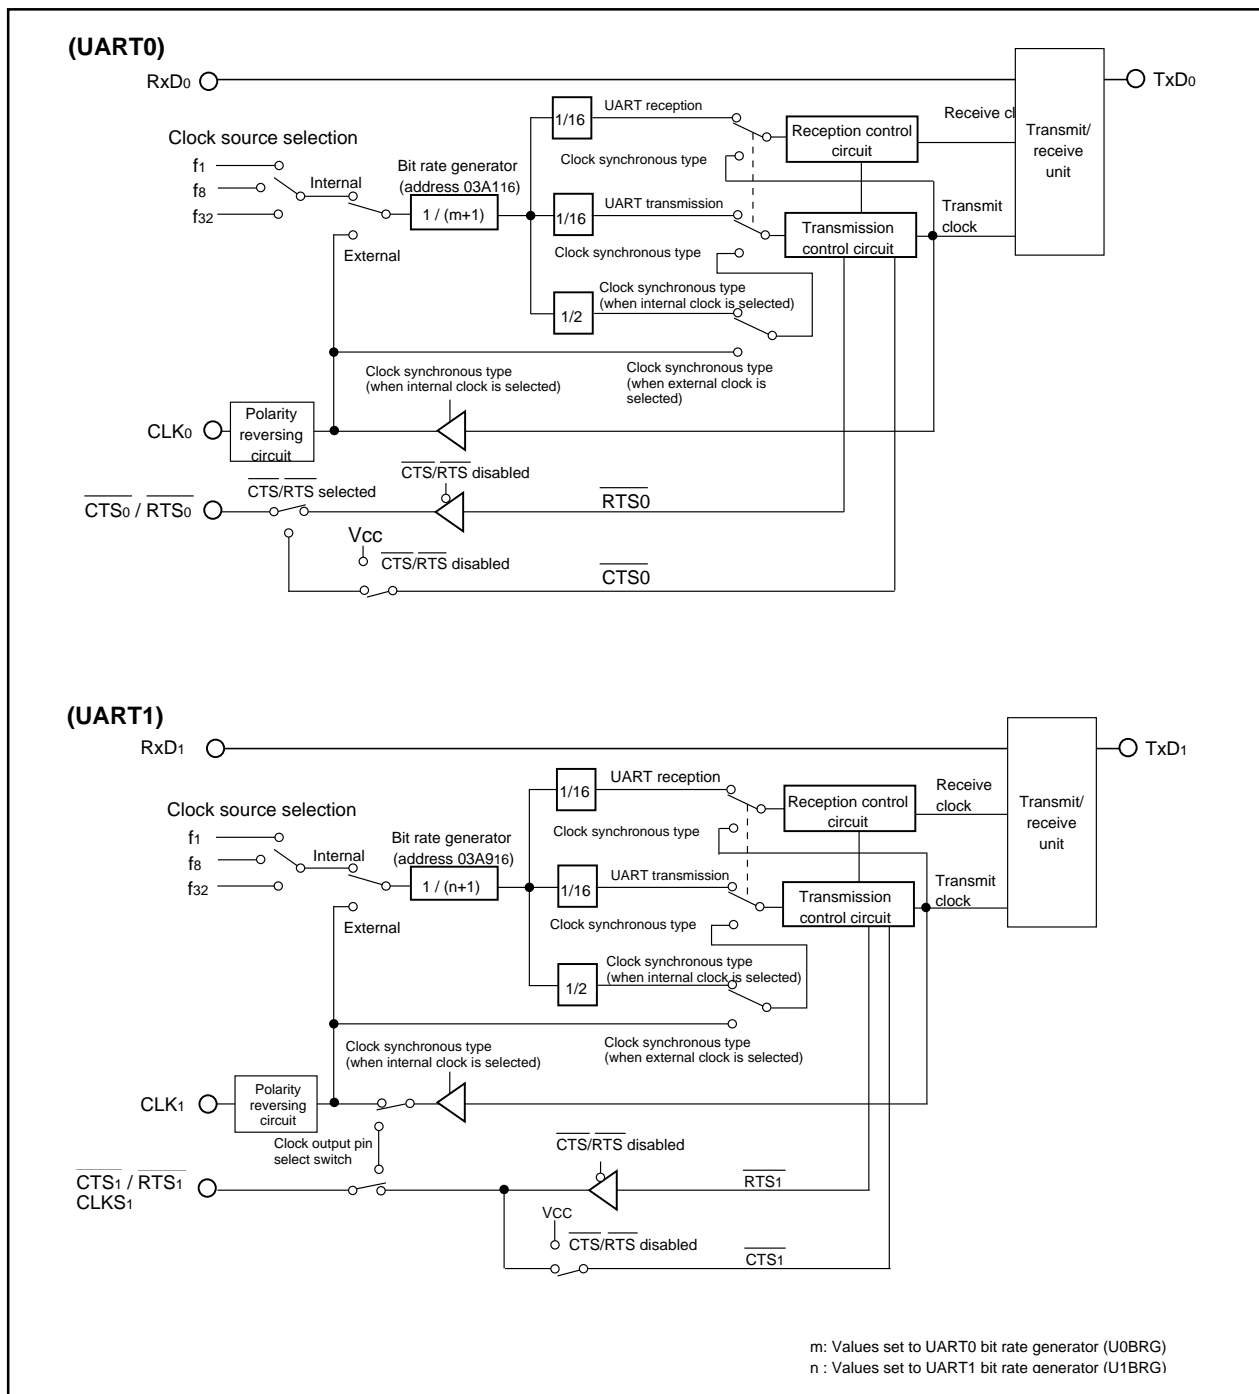 (UART0)
RxD0
TxD0
1/16
UART reception
Reception control
circuit
Receive cl
Transmit/
receive
unit
Clock source selection
f1
f8
f32
Internal
External
Bit rate generator
(address 03A116)
1 / (m+1)
Clock synchronous type
1/16
UART transmission
Transmission
control circuit
Transmit
clock
Clock synchronous type
1/2
Clock synchronous type
(when internal clock is selected)
Clock synchronous type
(when internal clock is selected)
Clock synchronous type
(when external clock is
selected)
CLK0
Polarity
reversing
circuit
CTS/RTS disabled
CTS0 / RTS0
CTS/RTS selected
RTS0
Vcc
CTS/RTS disabled
CTS0
(UART1)
RxD1
TxD1
1/16
UART reception
Reception control
circuit
Receive
clock
Transmit/
receive
unit
Clock source selection
f1
f8
f32
Internal
External
Bit rate generator
(address 03A916)
1 / (n+1)
Clock synchronous type
1/16
UART transmission
Transmission
control circuit
Transmit
clock
Clock synchronous type
1/2
Clock synchronous type
(when internal clock is selected)
Clock synchronous type
(when internal clock is selected)
Clock synchronous type
(when external clock is selected)
CLK1
Polarity
reversing
circuit
Clock output pin
select switch
CTS/RTS disabled
CTS1 / RTS1
CLKS1
RTS1
VCC
CTS/RTS disabled
CTS1
m: Values set to UART0 bit rate generator (U0BRG)
n : Values set to UART1 bit rate generator (U1BRG)